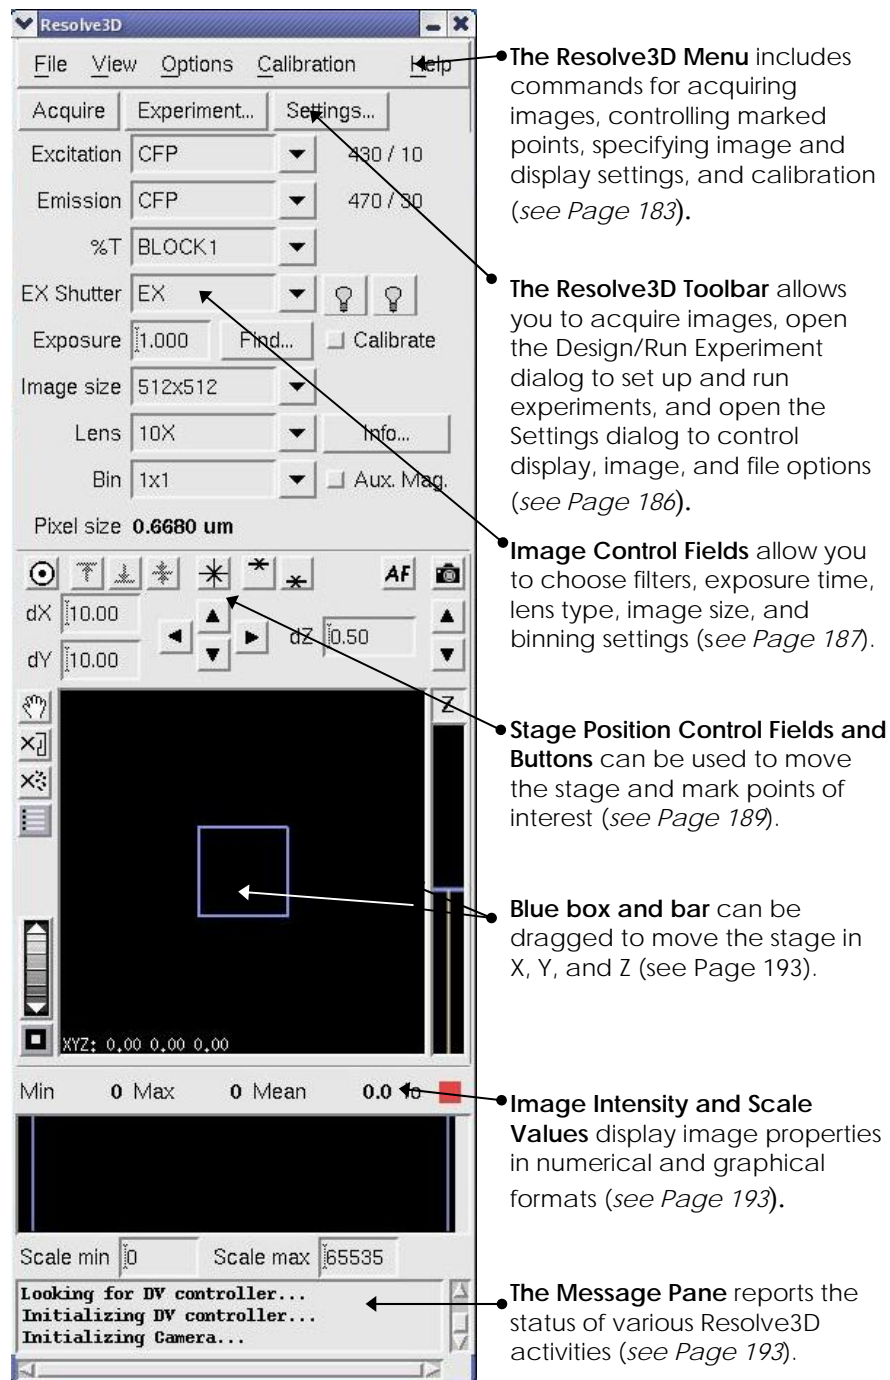 Resolve3D
File View Options Calibration Help
Acquire Experiment... Settings...
Excitation CFP 430 / 10
Emission CFP 470 / 30
%T BLOCK1
EX Shutter EX
Exposure 1.000 Find... Calibrate
Image size 512x512
Lens 10X Info...
Bin 1x1 Aux. Mag.
Pixel size 0.6680 um
AF
dX 10.00
dZ 0.50
dY 10.00
Z
XYZ: 0.00 0.00 0.00
Min 0 Max 0 Mean 0.0
Scale min 0 Scale max 65535
Looking for DV controller...
Initializing DV controller...
Initializing Camera...
The Resolve3D Menu includes
commands for acquiring
images, controlling marked
points, specifying image and
display settings, and calibration
(see Page 183).
The Resolve3D Toolbar allows
you to acquire images, open
the Design/Run Experiment
dialog to set up and run
experiments, and open the
Settings dialog to control
display, image, and file options
(see Page 186).
Image Control Fields allow you
to choose filters, exposure time,
lens type, image size, and
binning settings (see Page 187).
Stage Position Control Fields and
Buttons can be used to move
the stage and mark points of
interest (see Page 189).
Blue box and bar can be
dragged to move the stage in
X, Y, and Z (see Page 193).
Image Intensity and Scale
Values display image properties
in numerical and graphical
formats (see Page 193).
The Message Pane reports the
status of various Resolve3D
activities (see Page 193).